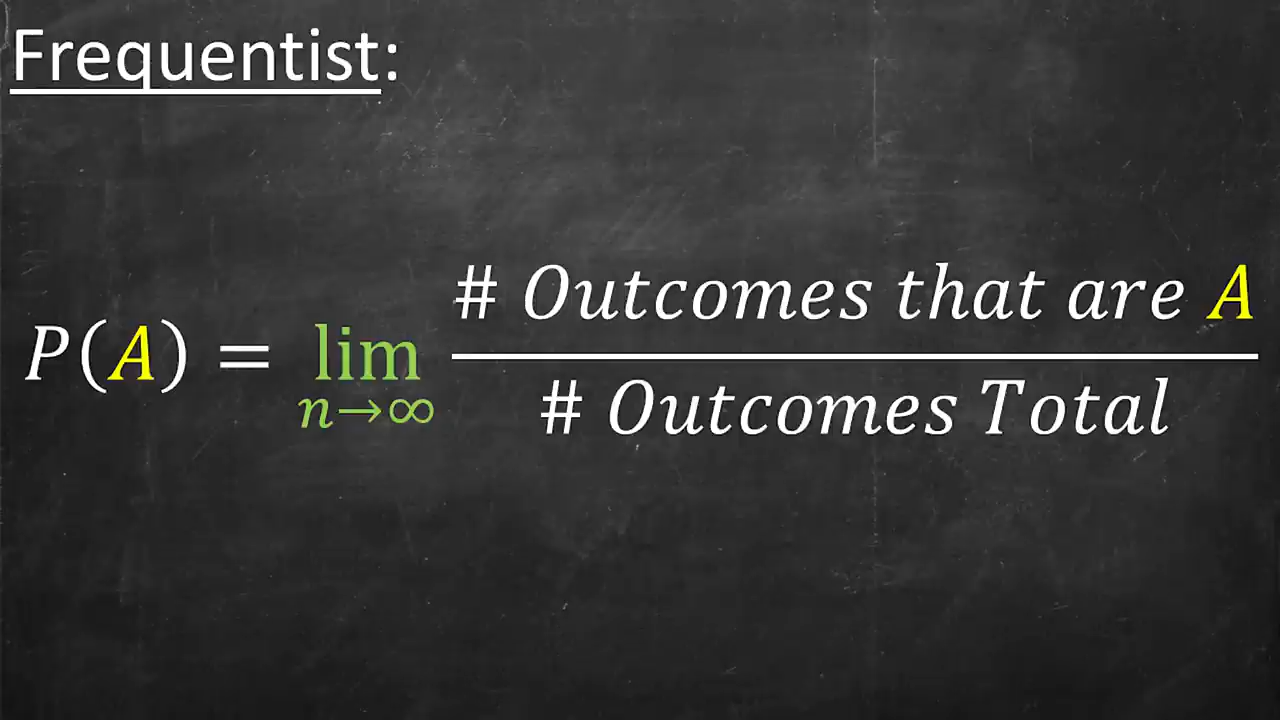 Frequentist:
# Outcomes that are A
P(A) = lim
n→∞
# Outcomes Total